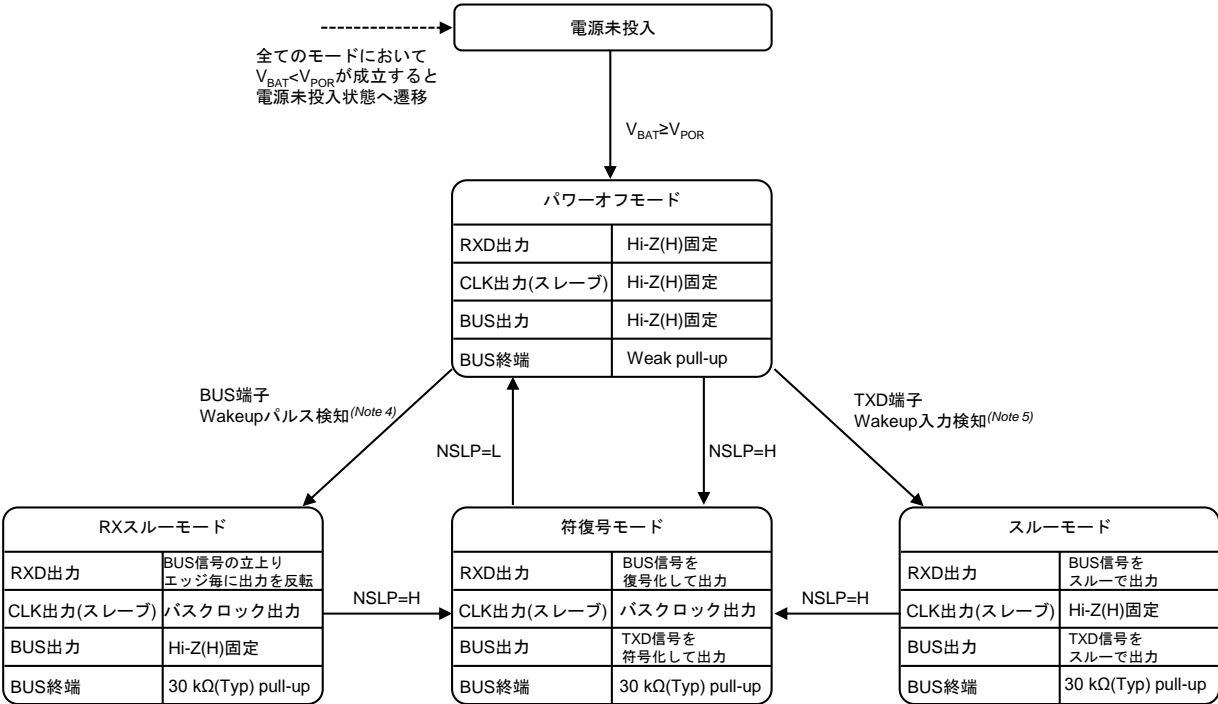 電源未投入
全てのモードにおいて
VBAT<VPORが成立すると
電源未投入状態へ遷移
VBAT≥VPOR
パワーオフモード
RXD出力 Hi-Z(H)固定
CLK出力(スレーブ) Hi-Z(H)固定
BUS出力 Hi-Z(H)固定
BUS終端 Weak pull-up
BUS端子
Wakeupパルス検知(Note 4)
NSLP=L
NSLP=H
TXD端子
Wakeup入力検知(Note 5)
RXスルーモード
RXD出力 BUS信号の立上り
エッジ毎に出力を反転
CLK出力(スレーブ) バスクロック出力
BUS出力 Hi-Z(H)固定
BUS終端 30 kΩ(Typ) pull-up
NSLP=H
符復号モード
RXD出力 BUS信号を
復号化して出力
CLK出力(スレーブ) バスクロック出力
BUS出力 TXD信号を
符号化して出力
BUS終端 30 kΩ(Typ) pull-up
NSLP=H
スルーモード
RXD出力 BUS信号を
スルーで出力
CLK出力(スレーブ) Hi-Z(H)固定
BUS出力 TXD信号を
スルーで出力
BUS終端 30 kΩ(Typ) pull-up